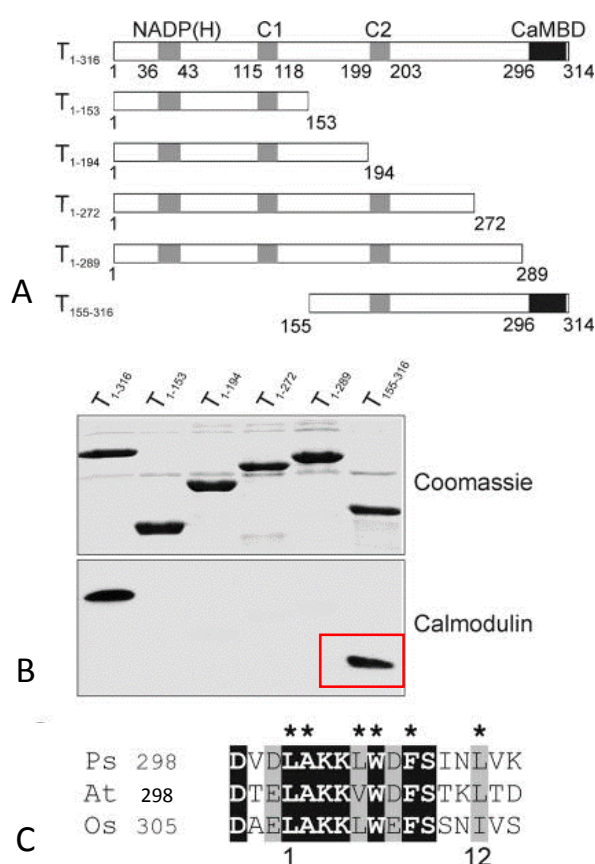 NADP(H) C1 C2 CaMBD
T1-316
1 36 43 115 118 199 203 296 314
T1-153
1 153
T1-194
1 194
T1-272
1 272
T1-289
1 289
A
T155-316
155 296 314
T1-316 T1-153 T1-194 T1-272 T1-289 T155-316
Coomassie
Calmodulin
B
** ** * *
Ps 298 DVDLAKKLWDFSINLVK
At 298 DTELAKKVWDFSTKLTD
Os 305 DAELAKKLWEFSSNIVS
C
1 12